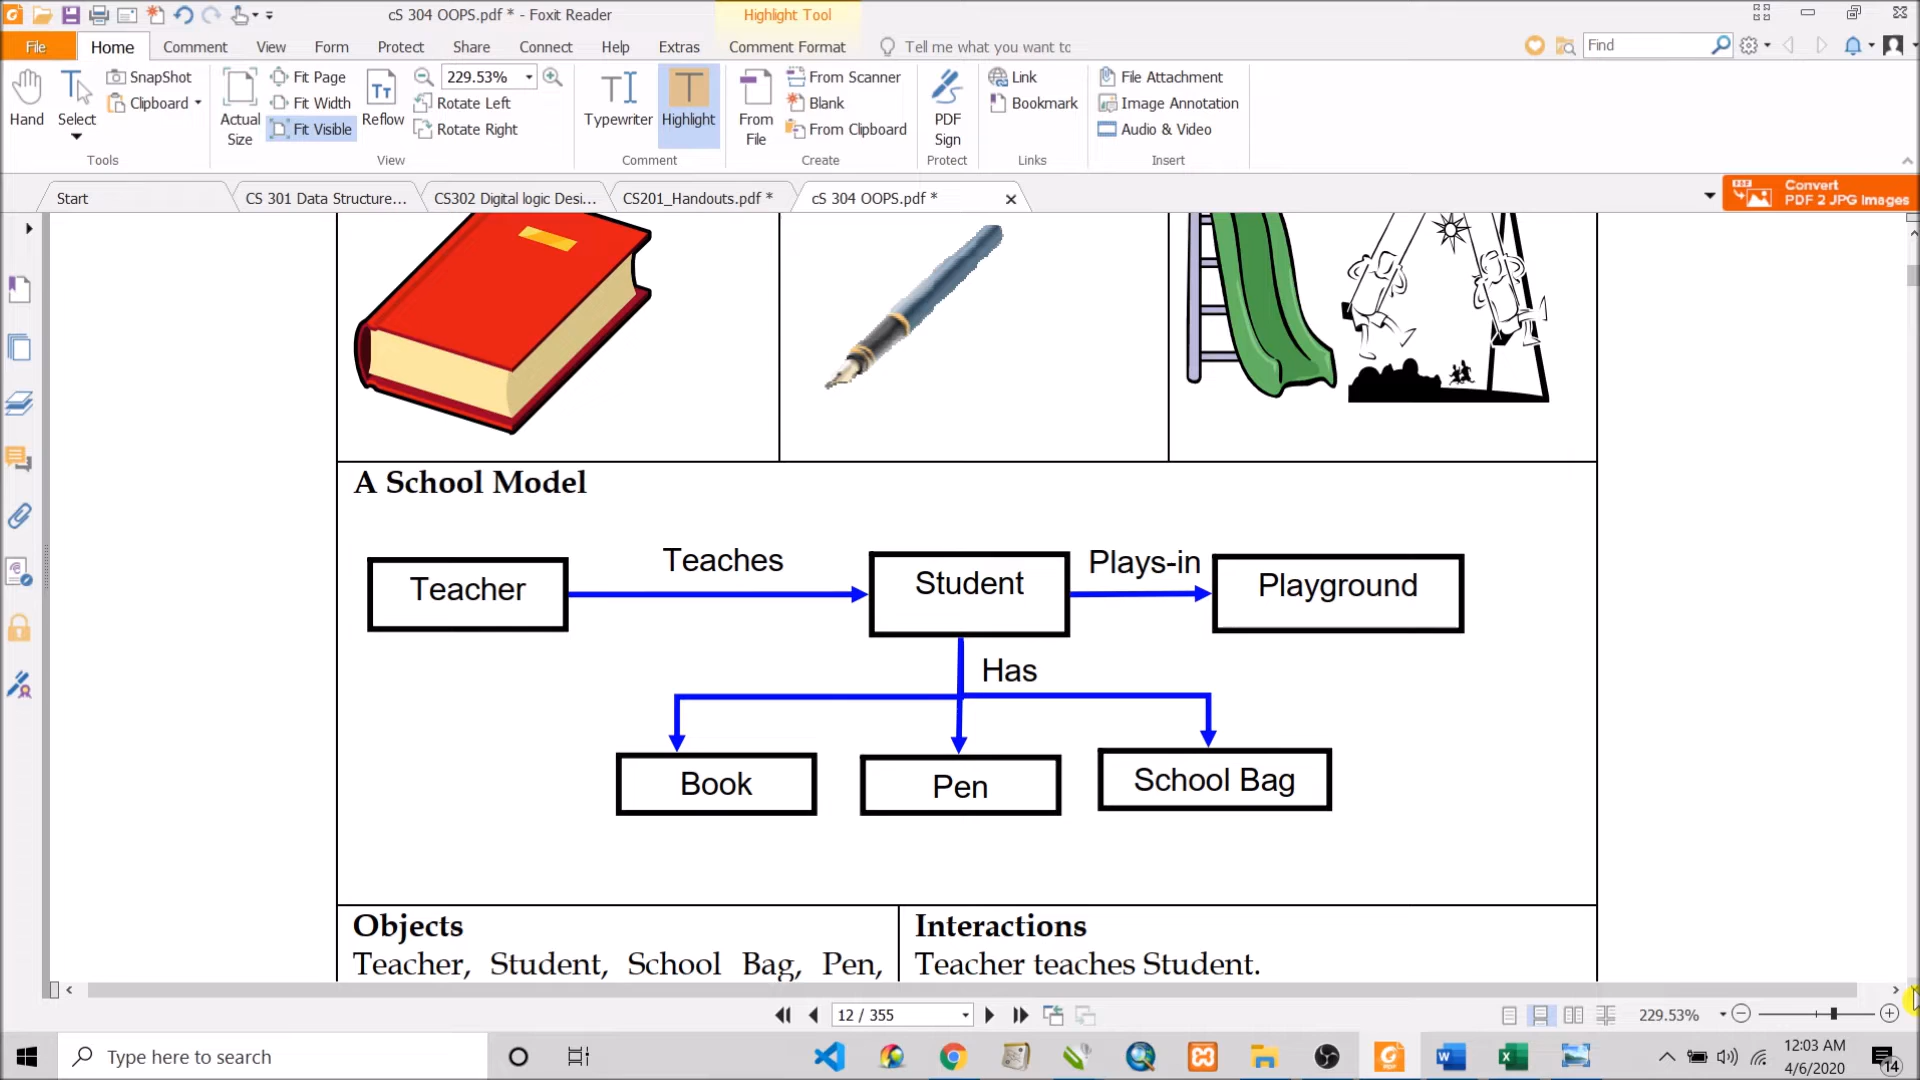 cS 304 OOPS.pdf * - Foxit Reader
Highlight Tool
File Home Comment View Form Protect Share Connect Help Extras Comment Format Tell me what you want to Find
Hand
Select
SnapShot
Clipboard
Tools
Actual Size
Fit Page
Fit Width
Fit Visible
Reflow
229.53%
Rotate Left
Rotate Right
View
Typewriter
Highlight
Comment
From File
From Scanner
Blank
From Clipboard
Create
PDF Sign
Protect
Link
Bookmark
Links
File Attachment
Image Annotation
Audio & Video
Insert
Start CS 301 Data Structure... CS302 Digital logic Desi... CS201_Handouts.pdf * cS 304 OOPS.pdf *
Convert
PDF 2 JPG Images
A School Model
Teacher
Teaches
Student
Plays-in
Playground
Has
Book
Pen
School Bag
Objects
Teacher, Student, School Bag, Pen,
Interactions
Teacher teaches Student.
12 / 355
229.53%
Type here to search
12:03 AM
4/6/2020
14